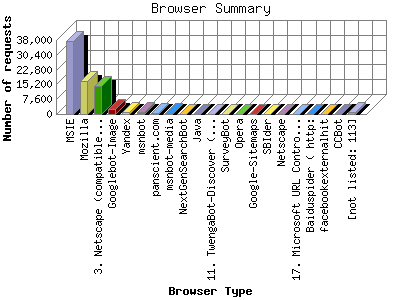 Browser Summary
Number of requests
38,000
30,400
22,800
15,200
7,600
0
MSIE
Mozilla
3. Netscape (compatible...
Googlebot-Image
Yandex
msnbot
panscient.com
msnbot-media
NextGenSearchBot
Java
11. TwengaBot-Discover (...
SurveyBot
Opera
Google-Sitemaps
SBIder
Netscape
17. Microsoft URL Contro...
Baiduspider ( http:
facebookexternalhit
CCBot
[not listed: 113]
Browser Type